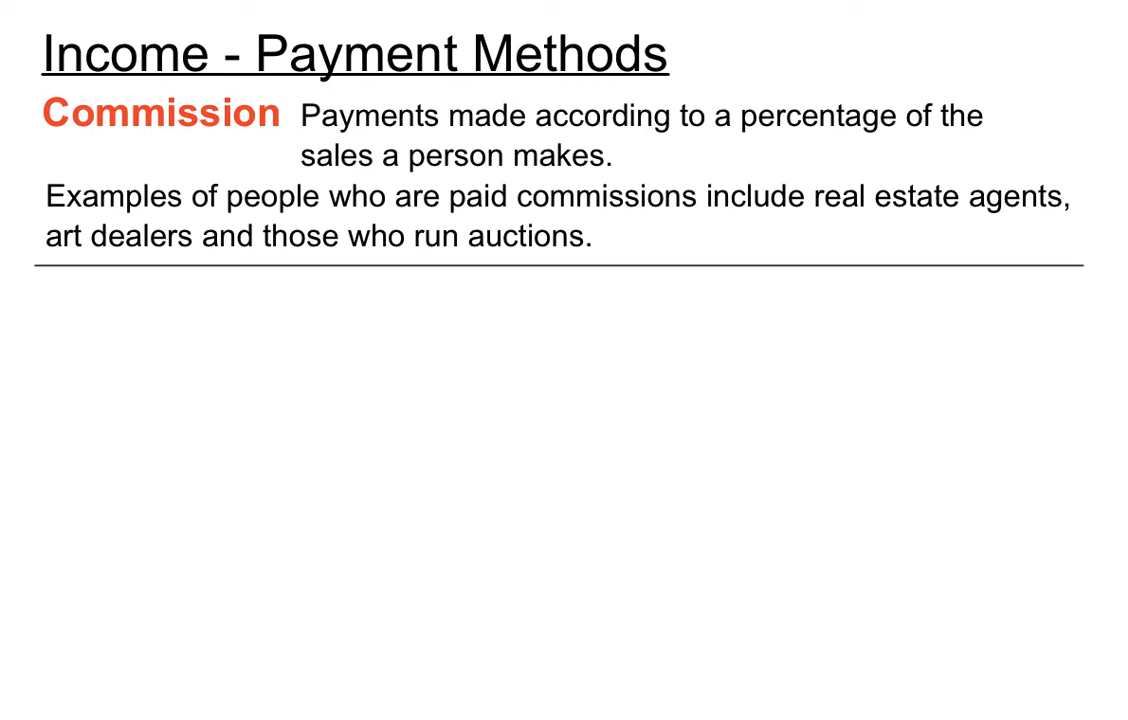 Income - Payment Methods
Commission Payments made according to a percentage of the
sales a person makes.
Examples of people who are paid commissions include real estate agents,
art dealers and those who run auctions.